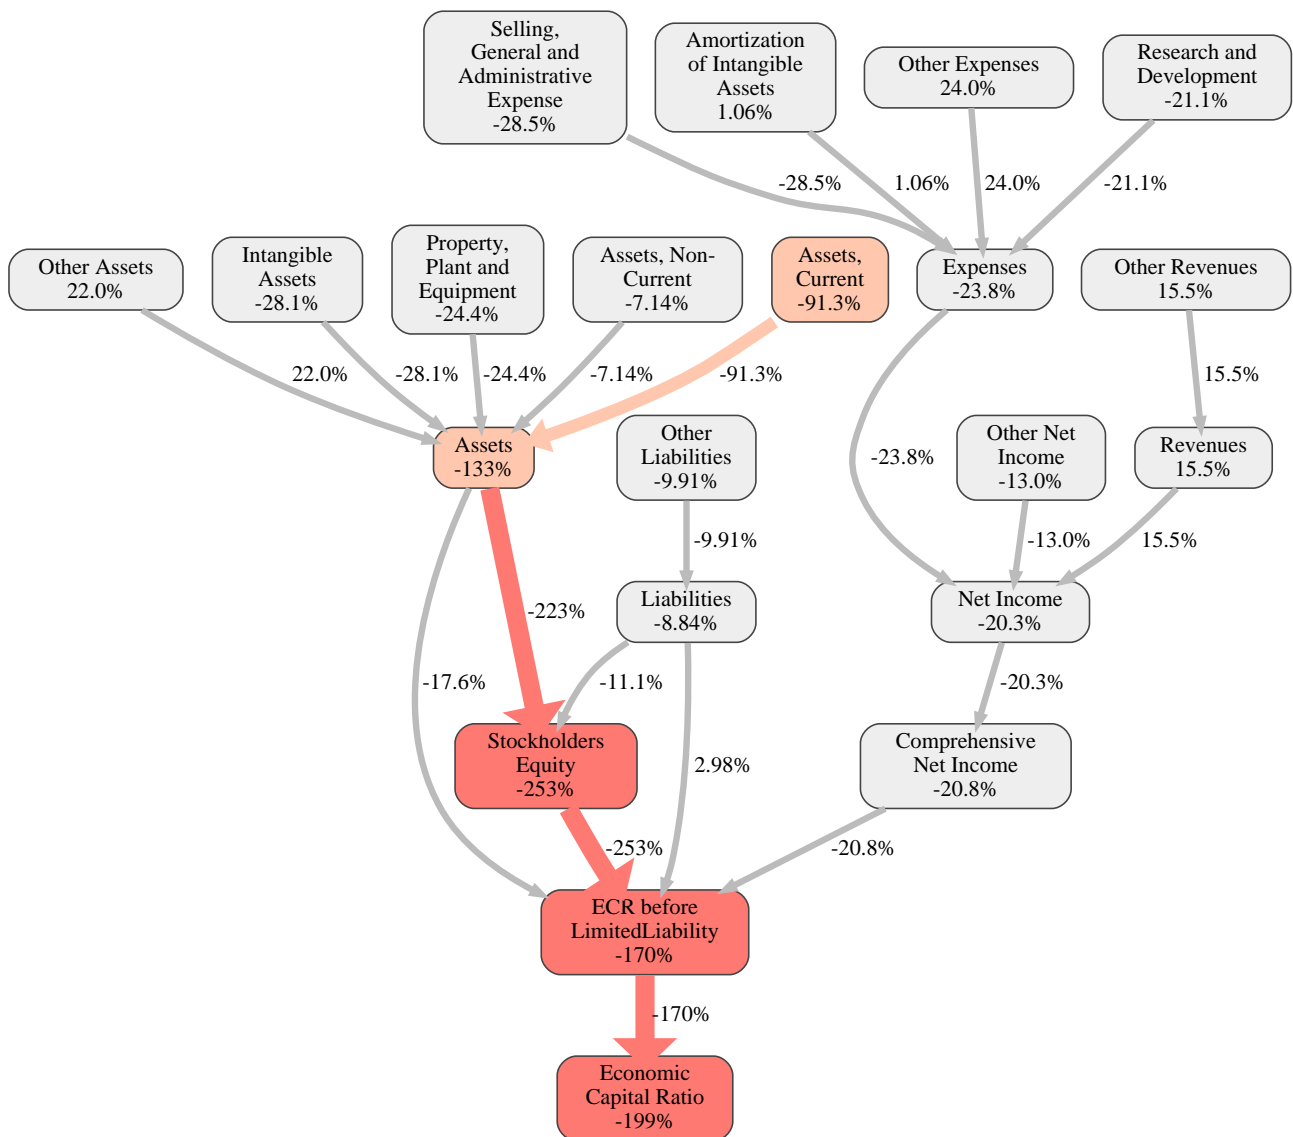 Selling,
General and
Administrative
Expense
-28.5%
Amortization
of Intangible
Assets
1.06%
Other Expenses
24.0%
Research and
Development
-21.1%
-28.5%
1.06%
24.0%
-21.1%
Other Assets
22.0%
Intangible
Assets
-28.1%
Property,
Plant and
Equipment
-24.4%
Assets, Non-
Current
-7.14%
Assets,
Current
-91.3%
Expenses
-23.8%
Other Revenues
15.5%
22.0%
-28.1%
-24.4%
-7.14%
-91.3%
15.5%
Assets
-133%
Other
Liabilities
-9.91%
-23.8%
Other Net
Income
-13.0%
Revenues
15.5%
-9.91%
-13.0%
15.5%
-223%
Liabilities
-8.84%
Net Income
-20.3%
-17.6%
-11.1%
-20.3%
Stockholders
Equity
-253%
2.98%
Comprehensive
Net Income
-20.8%
-253%
-20.8%
ECR before
LimitedLiability
-170%
-170%
Economic
Capital Ratio
-199%